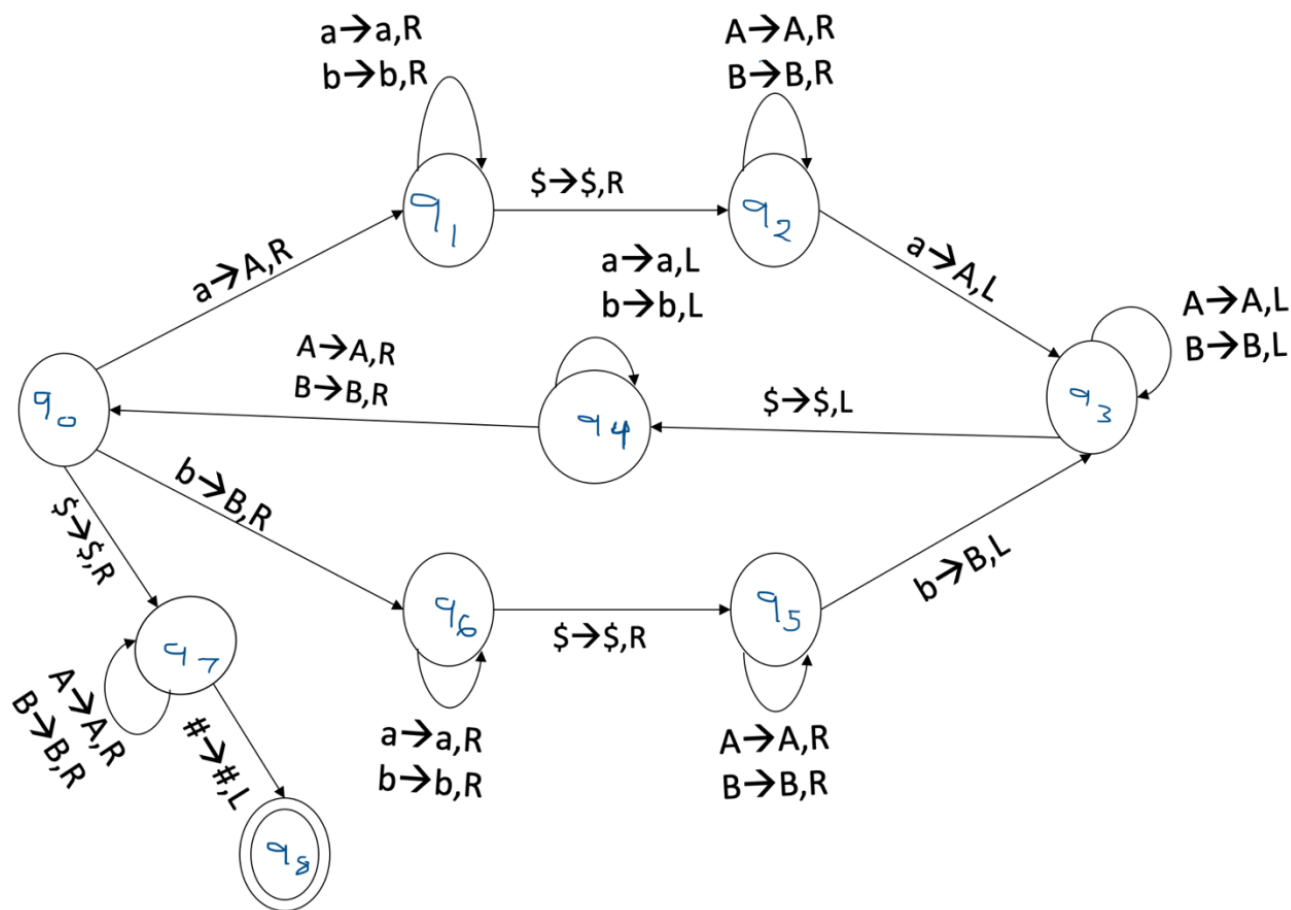 a→a,R
b→b,R
A→A,R
B→B,R
q1
$→$,R
q2
a→A,R
a→a,L
b→b,L
a→A,L
A→A,L
B→B,L
A→A,R
B→B,R
q0
q4
$→$,L
q3
b→B,R
$→$,R
q6
$→$,R
q5
b→B,L
q7
A→A,R
B→B,R
#→#,L
a→a,R
b→b,R
A→A,R
B→B,R
q8